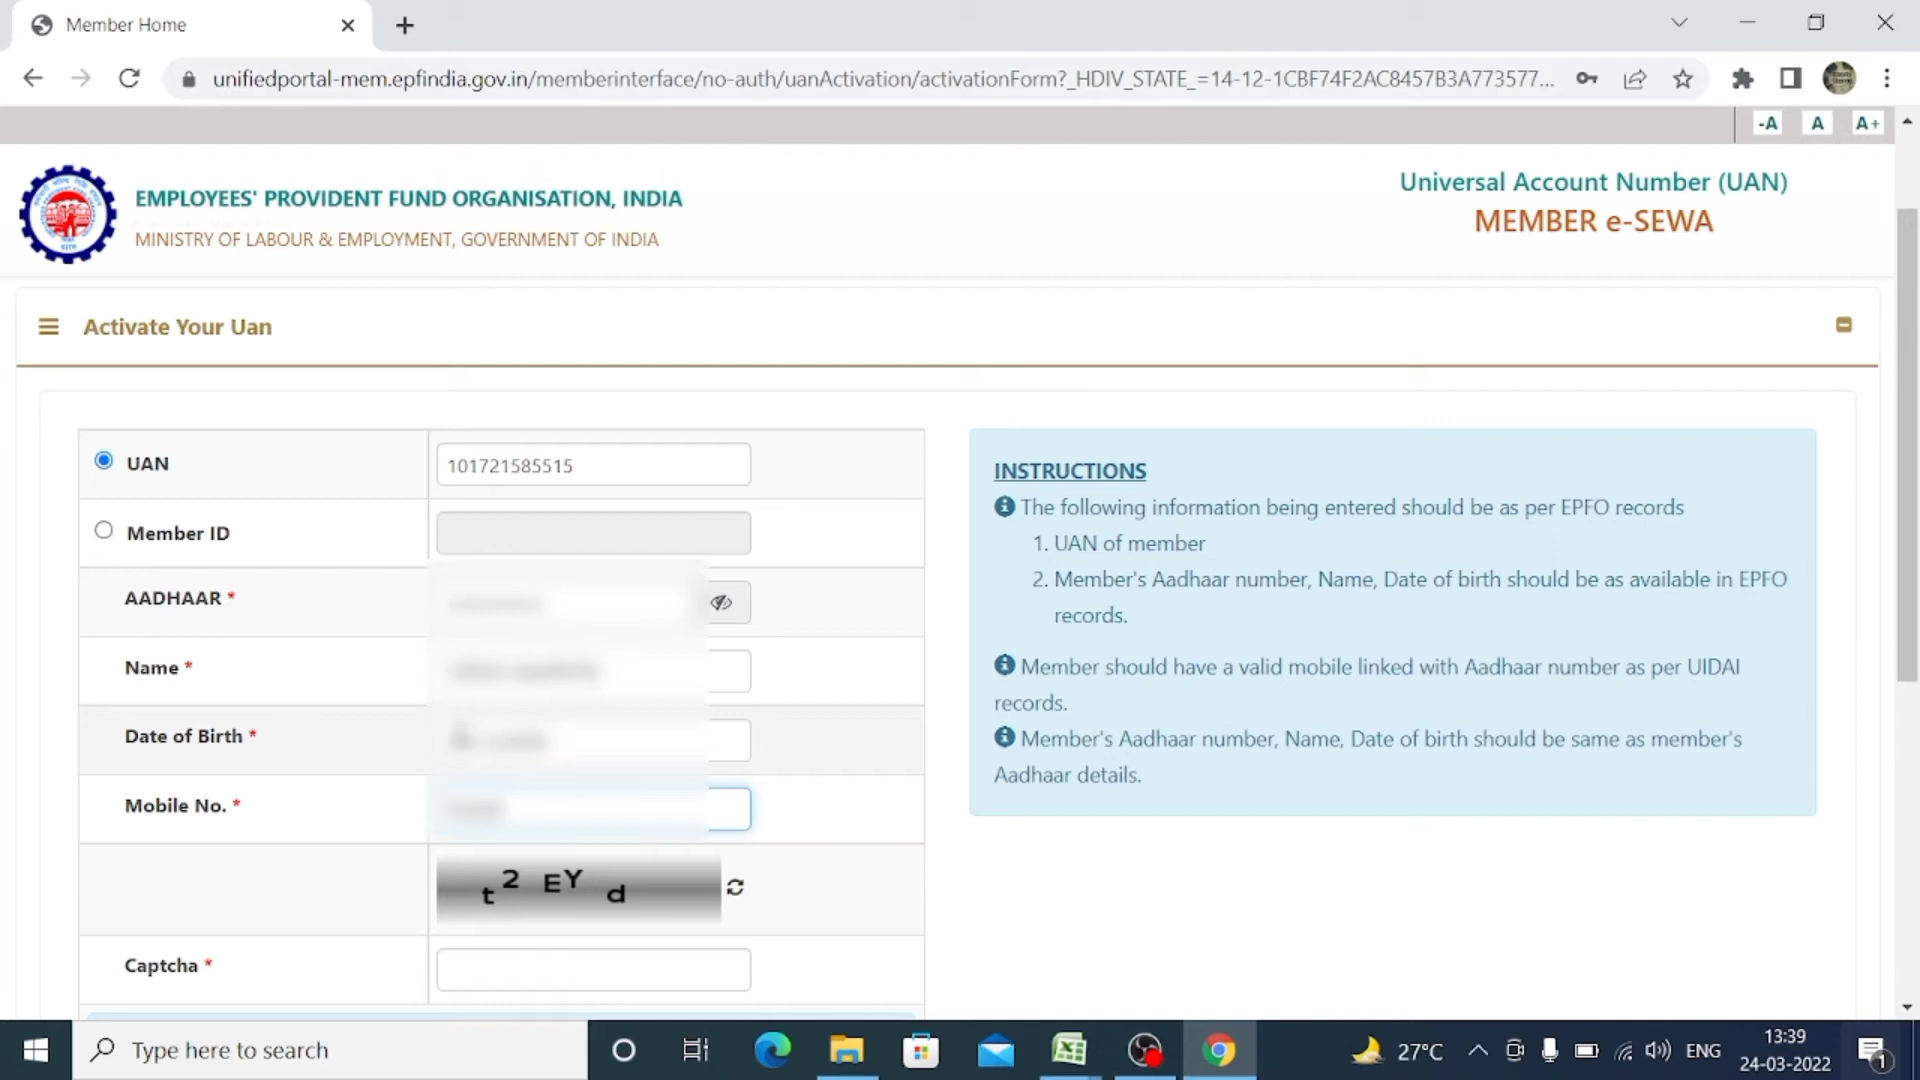 Member Home
unifiedportal-mem.epfindia.gov.in/memberinterface/no-auth/uanActivation/activationForm?_HDIV_STATE_=14-12-1CBF74F2AC8457B3A773577...
-A A A+
EMPLOYEES' PROVIDENT FUND ORGANISATION, INDIA
MINISTRY OF LABOUR & EMPLOYMENT, GOVERNMENT OF INDIA
Universal Account Number (UAN)
MEMBER e-SEWA
Activate Your Uan
UAN 101721585515
Member ID
AADHAAR *
Name *
Date of Birth *
Mobile No. *
t2EYd
Captcha *
INSTRUCTIONS
The following information being entered should be as per EPFO records
1. UAN of member
2. Member's Aadhaar number, Name, Date of birth should be as available in EPFO
records.
Member should have a valid mobile linked with Aadhaar number as per UIDAI
records.
Member's Aadhaar number, Name, Date of birth should be same as member's
Aadhaar details.
Type here to search
27°C
ENG
13:39
24-03-2022
1